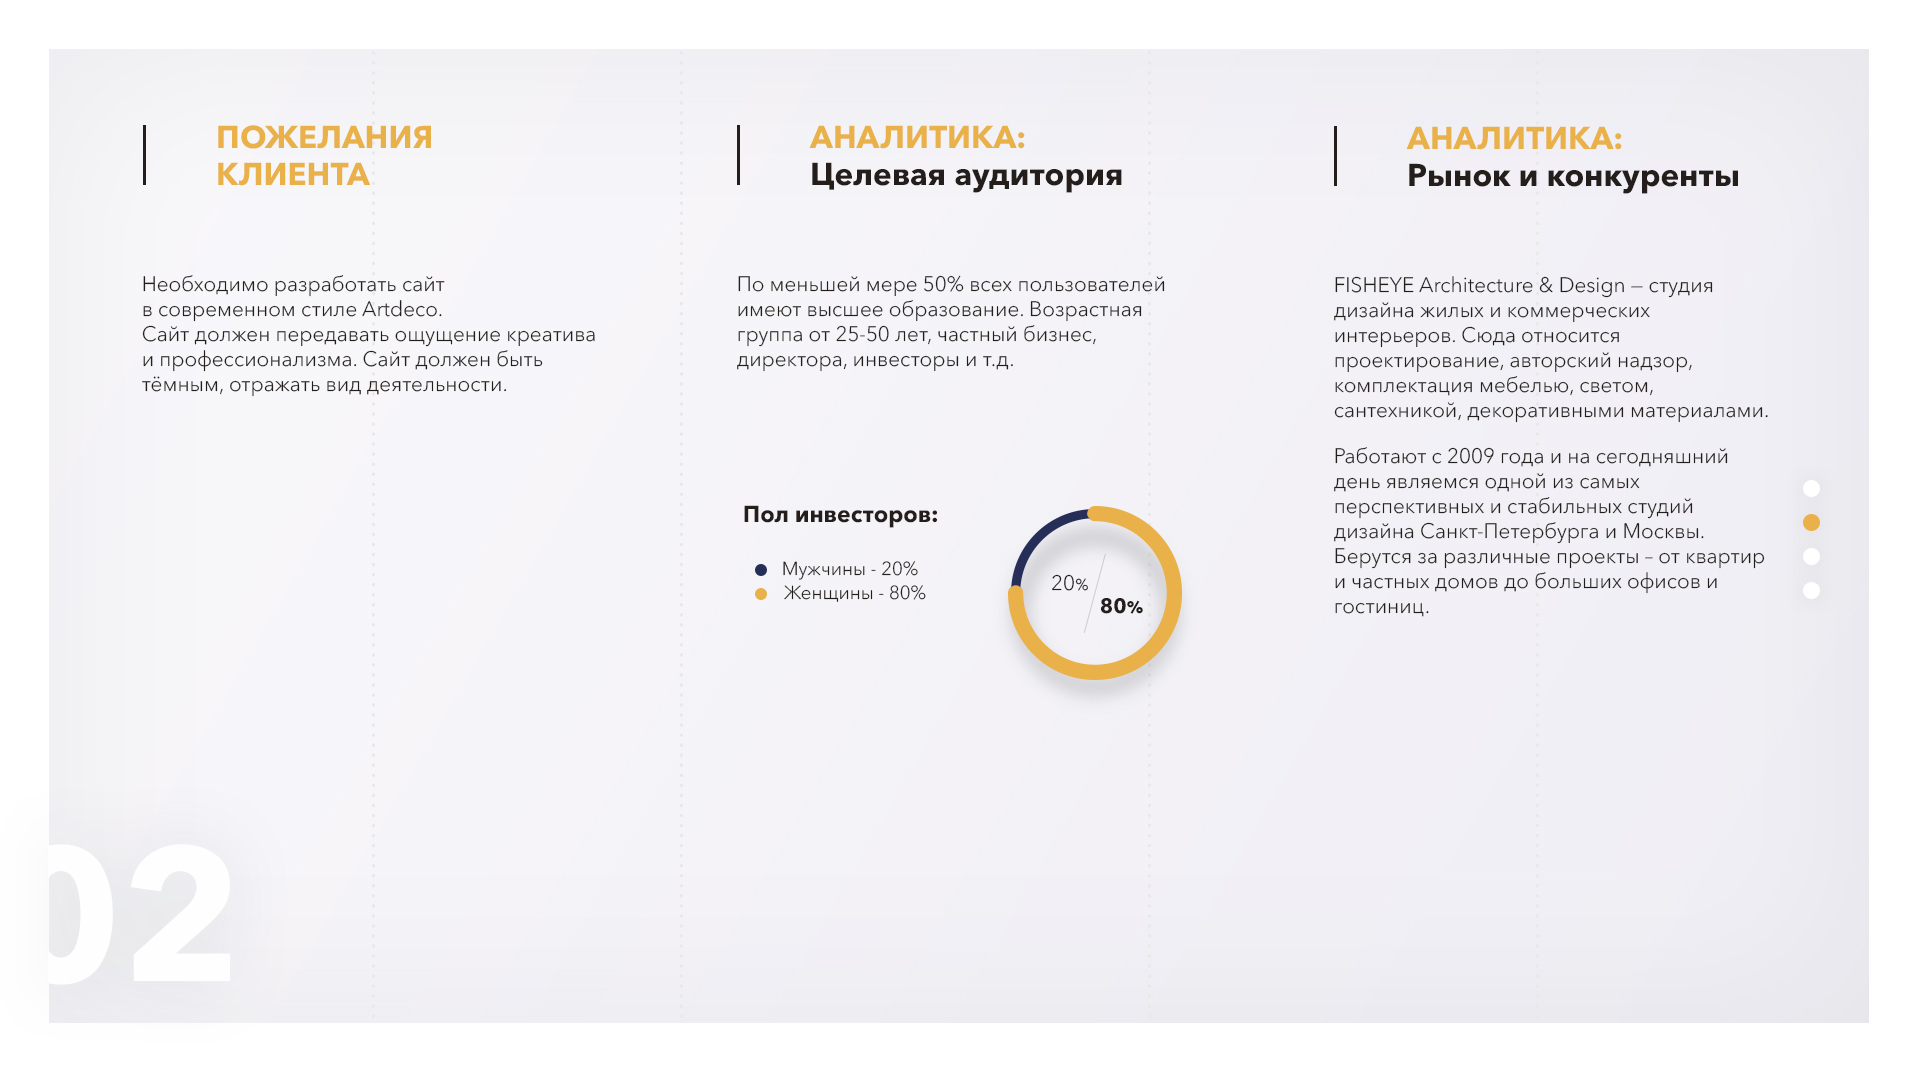 ПОЖЕЛАНИЯ
КЛИЕНТА
Необходимо разработать сайт
в современном стиле Artdeco.
Сайт должен передавать ощущение креатива
и профессионализма. Сайт должен быть
тёмным, отражать вид деятельности.
АНАЛИТИКА:
Целевая аудитория
По меньшей мере 50% всех пользователей
имеют высшее образование. Возрастная
группа от 25-50 лет, частный бизнес,
директора, инвесторы и т.д.
Пол инвесторов:
Мужчины - 20%
Женщины - 80%
20%
80%
АНАЛИТИКА:
Рынок и конкуренты
FISHEYE Architecture & Design — студия
дизайна жилых и коммерческих
интерьеров. Сюда относится
проектирование, авторский надзор,
комплектация мебелью, светом,
сантехникой, декоративными материалами.
Работают с 2009 года и на сегодняшний
день являемся одной из самых
перспективных и стабильных студий
дизайна Санкт-Петербурга и Москвы.
Берутся за различные проекты – от квартир
и частных домов до больших офисов и
гостиниц.
02